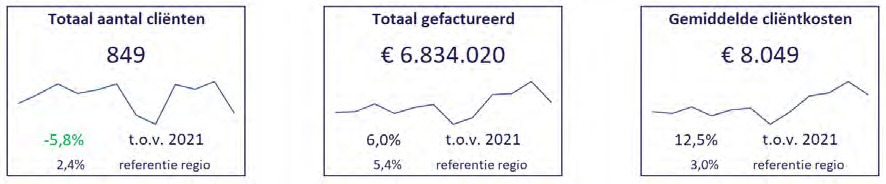 Totaal aantal cliënten
849
-5,8% t.o.v. 2021
2,4% referentie regio
Totaal gefactureerd
€ 6.834.020
6,0% t.o.v. 2021
5,4% referentie regio
Gemiddelde cliëntkosten
€ 8.049
12,5% t.o.v. 2021
3,0% referentie regio